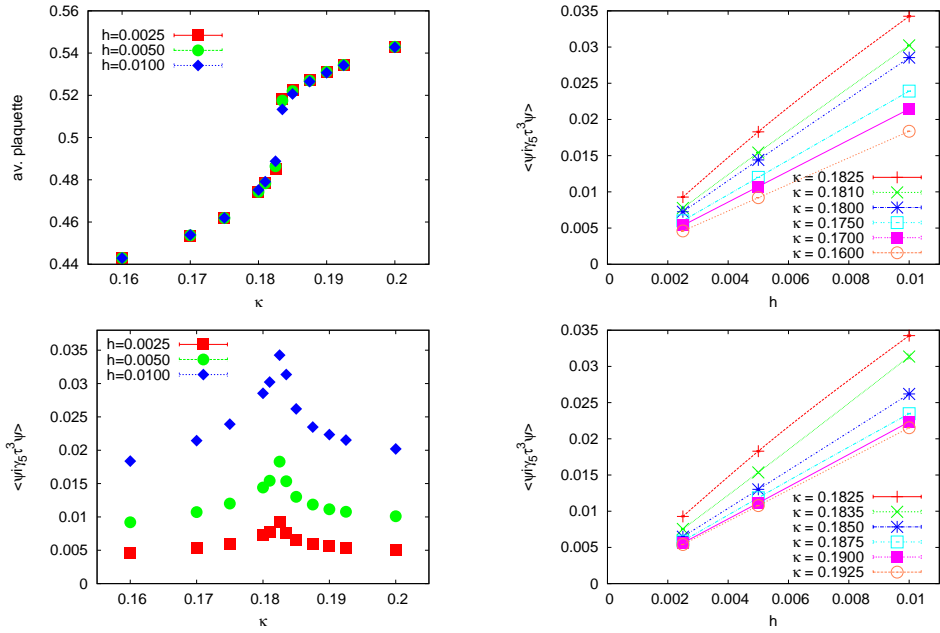 av. plaquette
0.56
0.54
0.52
0.5
0.48
0.46
0.44
h=0.0025
h=0.0050
h=0.0100
0.16 0.17 0.18 0.19 0.2
κ
<ψiγ₅τ³ψ>
0.035
0.03
0.025
0.02
0.015
0.01
0.005
0
κ = 0.1825
κ = 0.1810
κ = 0.1800
κ = 0.1750
κ = 0.1700
κ = 0.1600
0 0.002 0.004 0.006 0.008 0.01
h
<ψiγ₅τ³ψ>
0.035
0.03
0.025
0.02
0.015
0.01
0.005
0
h=0.0025
h=0.0050
h=0.0100
0.16 0.17 0.18 0.19 0.2
κ
<ψiγ₅τ³ψ>
0.035
0.03
0.025
0.02
0.015
0.01
0.005
0
κ = 0.1825
κ = 0.1835
κ = 0.1850
κ = 0.1875
κ = 0.1900
κ = 0.1925
0 0.002 0.004 0.006 0.008 0.01
h